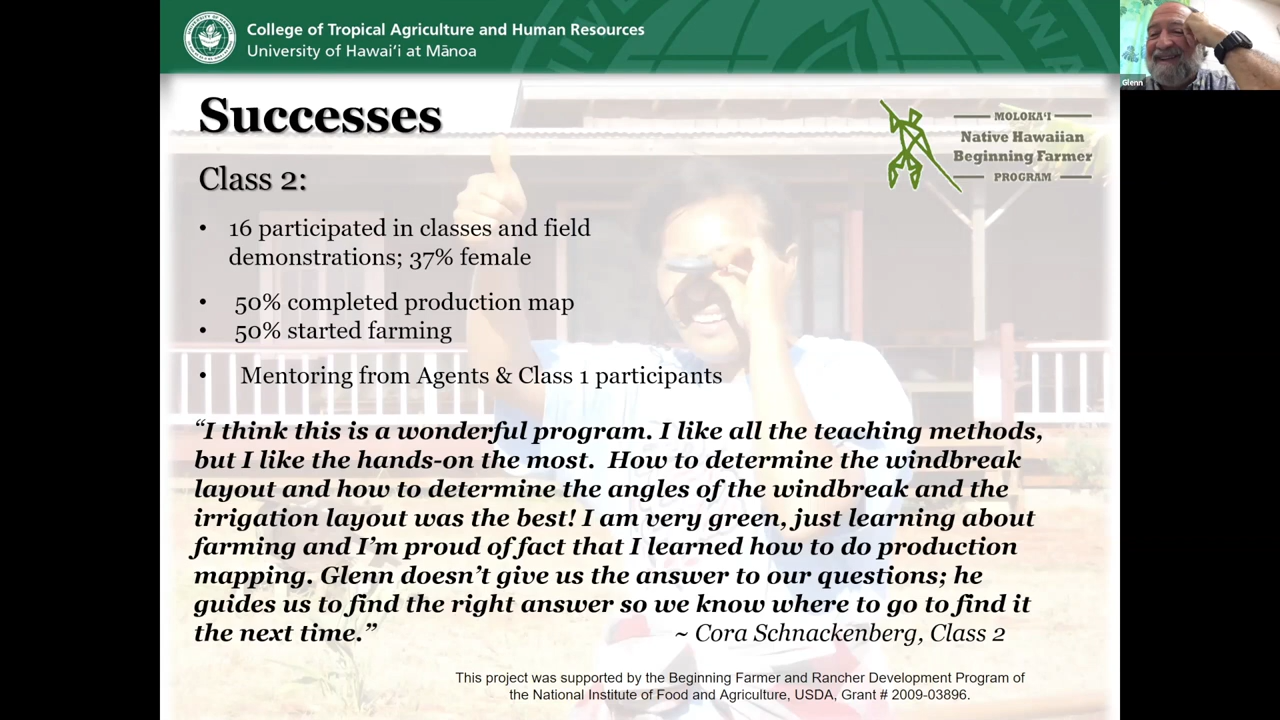 College of Tropical Agriculture and Human Resources
University of Hawaiʻi at Mānoa
Glenn
Successes
MOLOKAʻI
Native Hawaiian
Beginning Farmer
PROGRAM
Class 2:
• 16 participated in classes and field
demonstrations; 37% female
• 50% completed production map
• 50% started farming
• Mentoring from Agents & Class 1 participants
“I think this is a wonderful program. I like all the teaching methods,
but I like the hands-on the most.  How to determine the windbreak
layout and how to determine the angles of the windbreak and the
irrigation layout was the best! I am very green, just learning about
farming and I’m proud of fact that I learned how to do production
mapping. Glenn doesn’t give us the answer to our questions; he
guides us to find the right answer so we know where to go to find it
the next time.” ~ Cora Schnackenberg, Class 2
This project was supported by the Beginning Farmer and Rancher Development Program of
the National Institute of Food and Agriculture, USDA, Grant # 2009-03896.